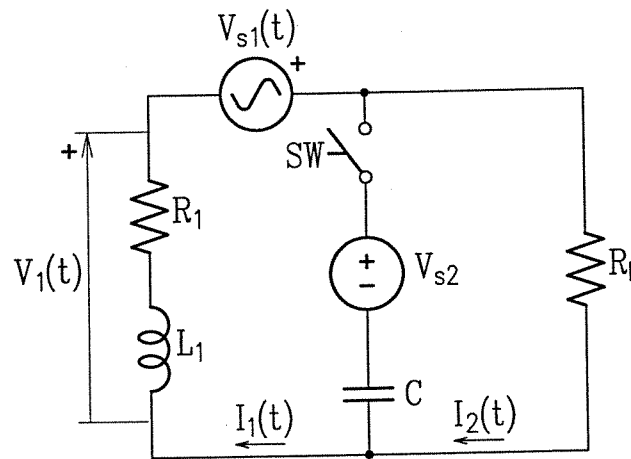 Vs1(t)
+
SW
+
R1
V1(t)
+
-
Vs2
L1
C
I1(t)
I2(t)